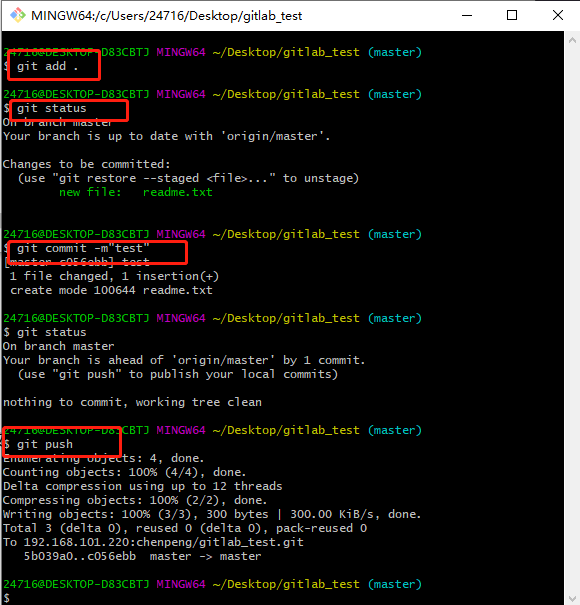 MINGW64:/c/Users/24716/Desktop/gitlab_test
24716@DESKTOP-D83CBTJ MINGW64 ~/Desktop/gitlab_test (master)
$ git add .
24716@DESKTOP-D83CBTJ MINGW64 ~/Desktop/gitlab_test (master)
$ git status
On branch master
Your branch is up to date with 'origin/master'.
Changes to be committed:
(use "git restore --staged <file>..." to unstage)
new file:   readme.txt
24716@DESKTOP-D83CBTJ MINGW64 ~/Desktop/gitlab_test (master)
$ git commit -m"test"
[master c056ebb] test
1 file changed, 1 insertion(+)
create mode 100644 readme.txt
24716@DESKTOP-D83CBTJ MINGW64 ~/Desktop/gitlab_test (master)
$ git status
On branch master
Your branch is ahead of 'origin/master' by 1 commit.
(use "git push" to publish your local commits)
nothing to commit, working tree clean
24716@DESKTOP-D83CBTJ MINGW64 ~/Desktop/gitlab_test (master)
$ git push
Enumerating objects: 4, done.
Counting objects: 100% (4/4), done.
Delta compression using up to 12 threads
Compressing objects: 100% (2/2), done.
Writing objects: 100% (3/3), 300 bytes | 300.00 KiB/s, done.
Total 3 (delta 0), reused 0 (delta 0), pack-reused 0
To 192.168.101.220:chenpeng/gitlab_test.git
5b039a0..c056ebb  master -> master
24716@DESKTOP-D83CBTJ MINGW64 ~/Desktop/gitlab_test (master)
$